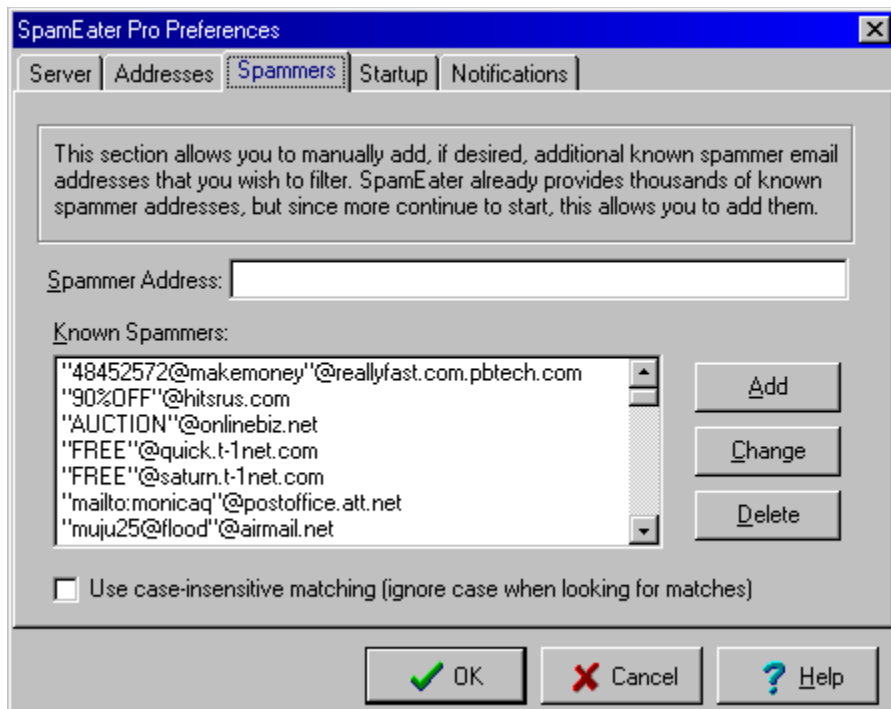 SpamEater Pro Preferences
Server Addresses Spammers Startup Notifications
This section allows you to manually add, if desired, additional known spammer email
addresses that you wish to filter. SpamEater already provides thousands of known
spammer addresses, but since more continue to start, this allows you to add them.
Spammer Address:
Known Spammers:
"48452572@makemoney"@reallyfast.com.pbtech.com
"90%OFF"@hitsrus.com
"AUCTION"@onlinebiz.net
"FREE"@quick.t-1net.com
"FREE"@saturn.t-1net.com
"mailto:monicaq"@postoffice.att.net
"muju25@flood"@airmail.net
Add
Change
Delete
Use case-insensitive matching (ignore case when looking for matches)
OK Cancel Help